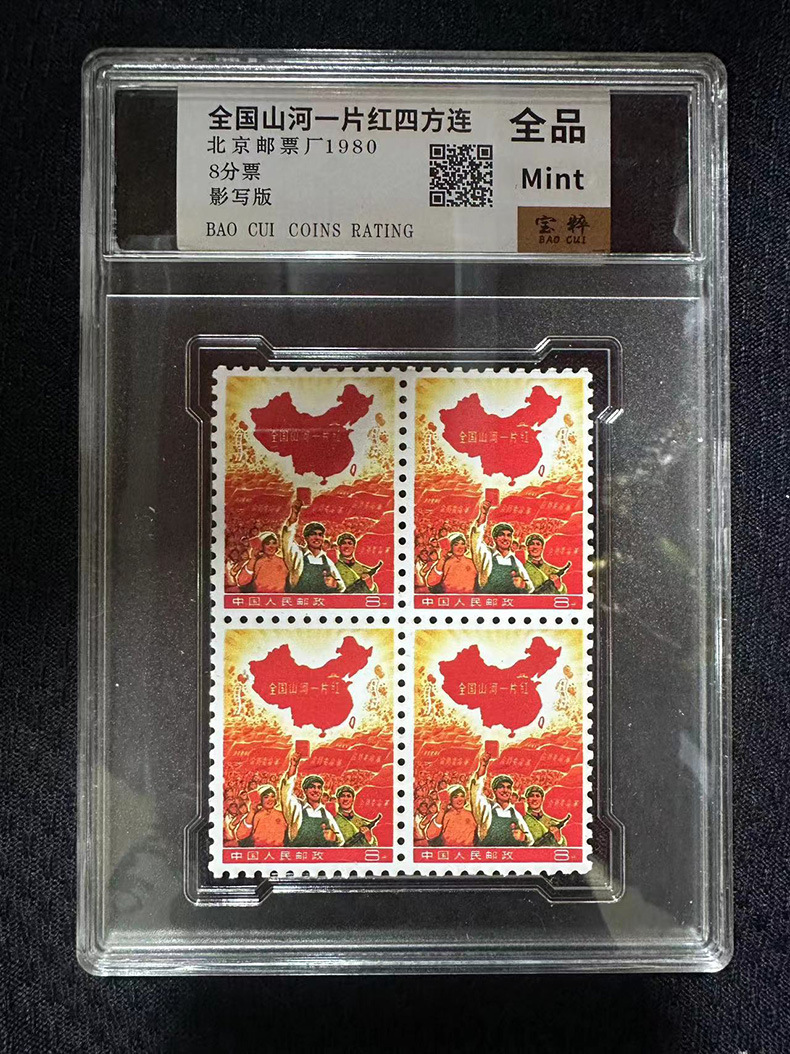 全国山河一片红四方连
北京邮票厂1980
8分票
影写版
BAO CUI COINS RATING
全品
Mint
宝粹
BAO CUI
全国山河一片红
全国山河一片红
中国人民邮政 8分
中国人民邮政 8分
全国山河一片红
全国山河一片红
中国人民邮政 8分
中国人民邮政 8分